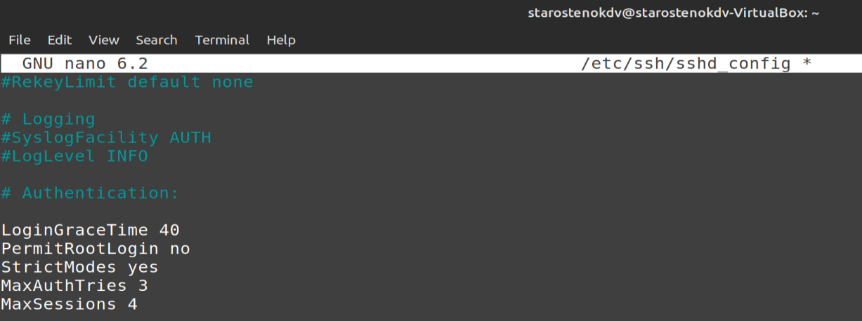 starostenokdv@starostenokdv-VirtualBox: ~
File Edit View Search Terminal Help
GNU nano 6.2 /etc/ssh/sshd_config *
#RekeyLimit default none
# Logging
#SyslogFacility AUTH
#LogLevel INFO
# Authentication:
LoginGraceTime 40
PermitRootLogin no
StrictModes yes
MaxAuthTries 3
MaxSessions 4